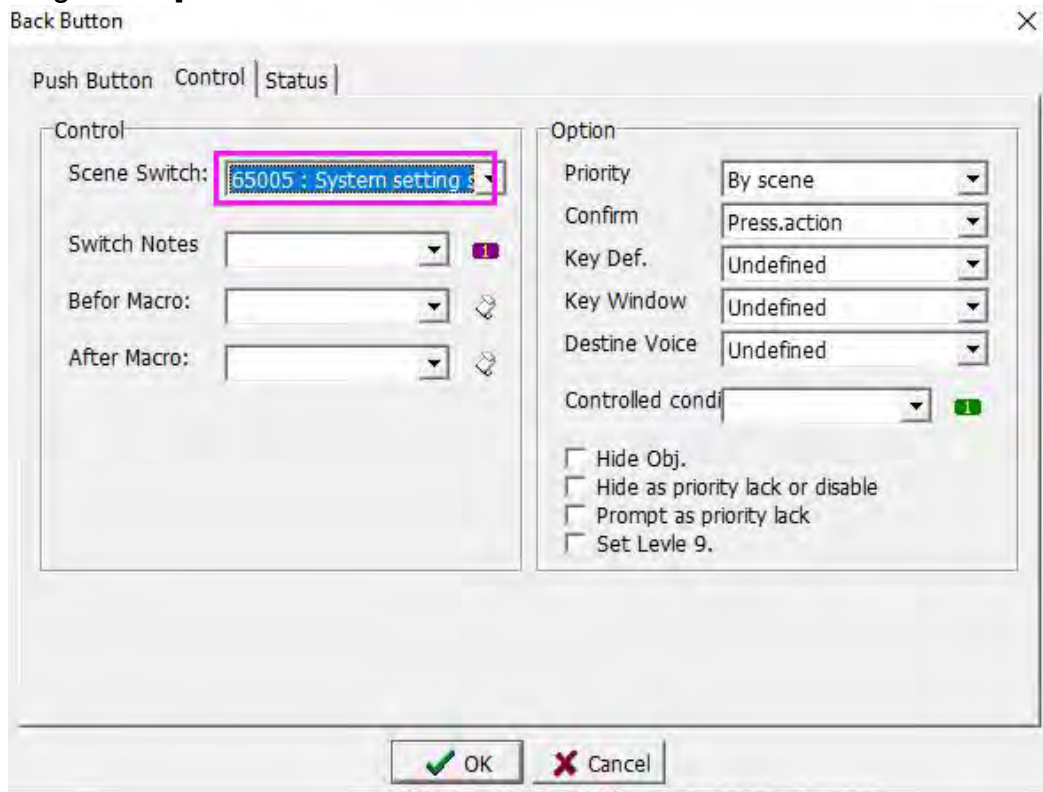 Back Button
Push Button Control Status
Control
Scene Switch: 65005 : System setting s
Switch Notes 1
Befor Macro:
After Macro:
Option
Priority By scene
Confirm Press.action
Key Def. Undefined
Key Window Undefined
Destine Voice Undefined
Controlled condi 1
Hide Obj.
Hide as priority lack or disable
Prompt as priority lack
Set Levle 9.
OK Cancel